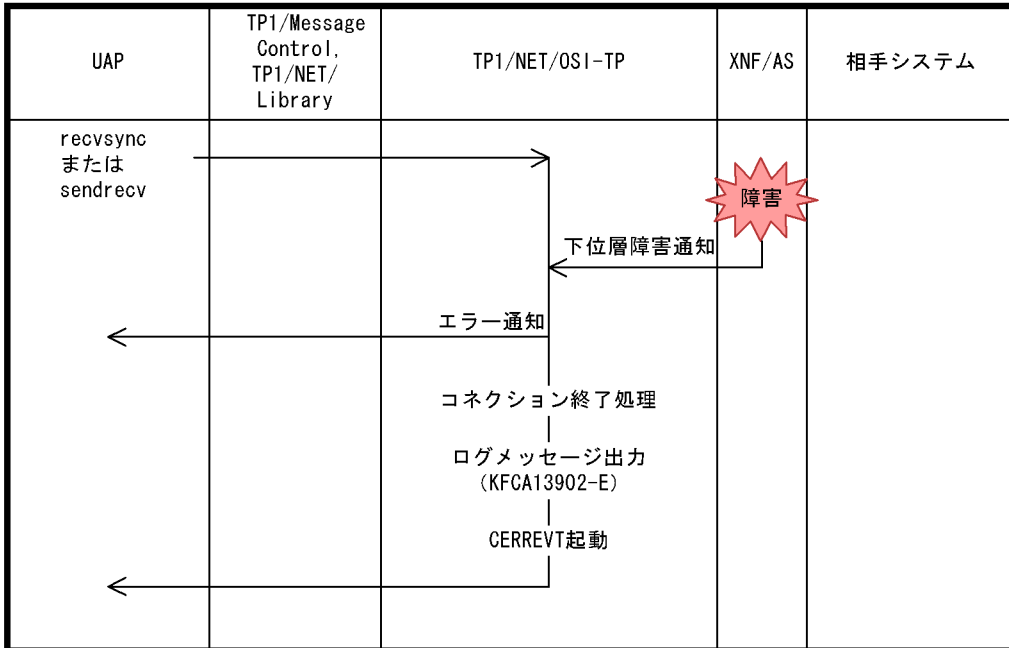 UAP
TP1/Message
Control,
TP1/NET/
Library
TP1/NET/OSI-TP
XNF/AS
相手システム
recvsync
または
sendrecv
障害
下位層障害通知
エラー通知
コネクション終了処理
ログメッセージ出力
(KFCA13902-E)
CERREVT起動